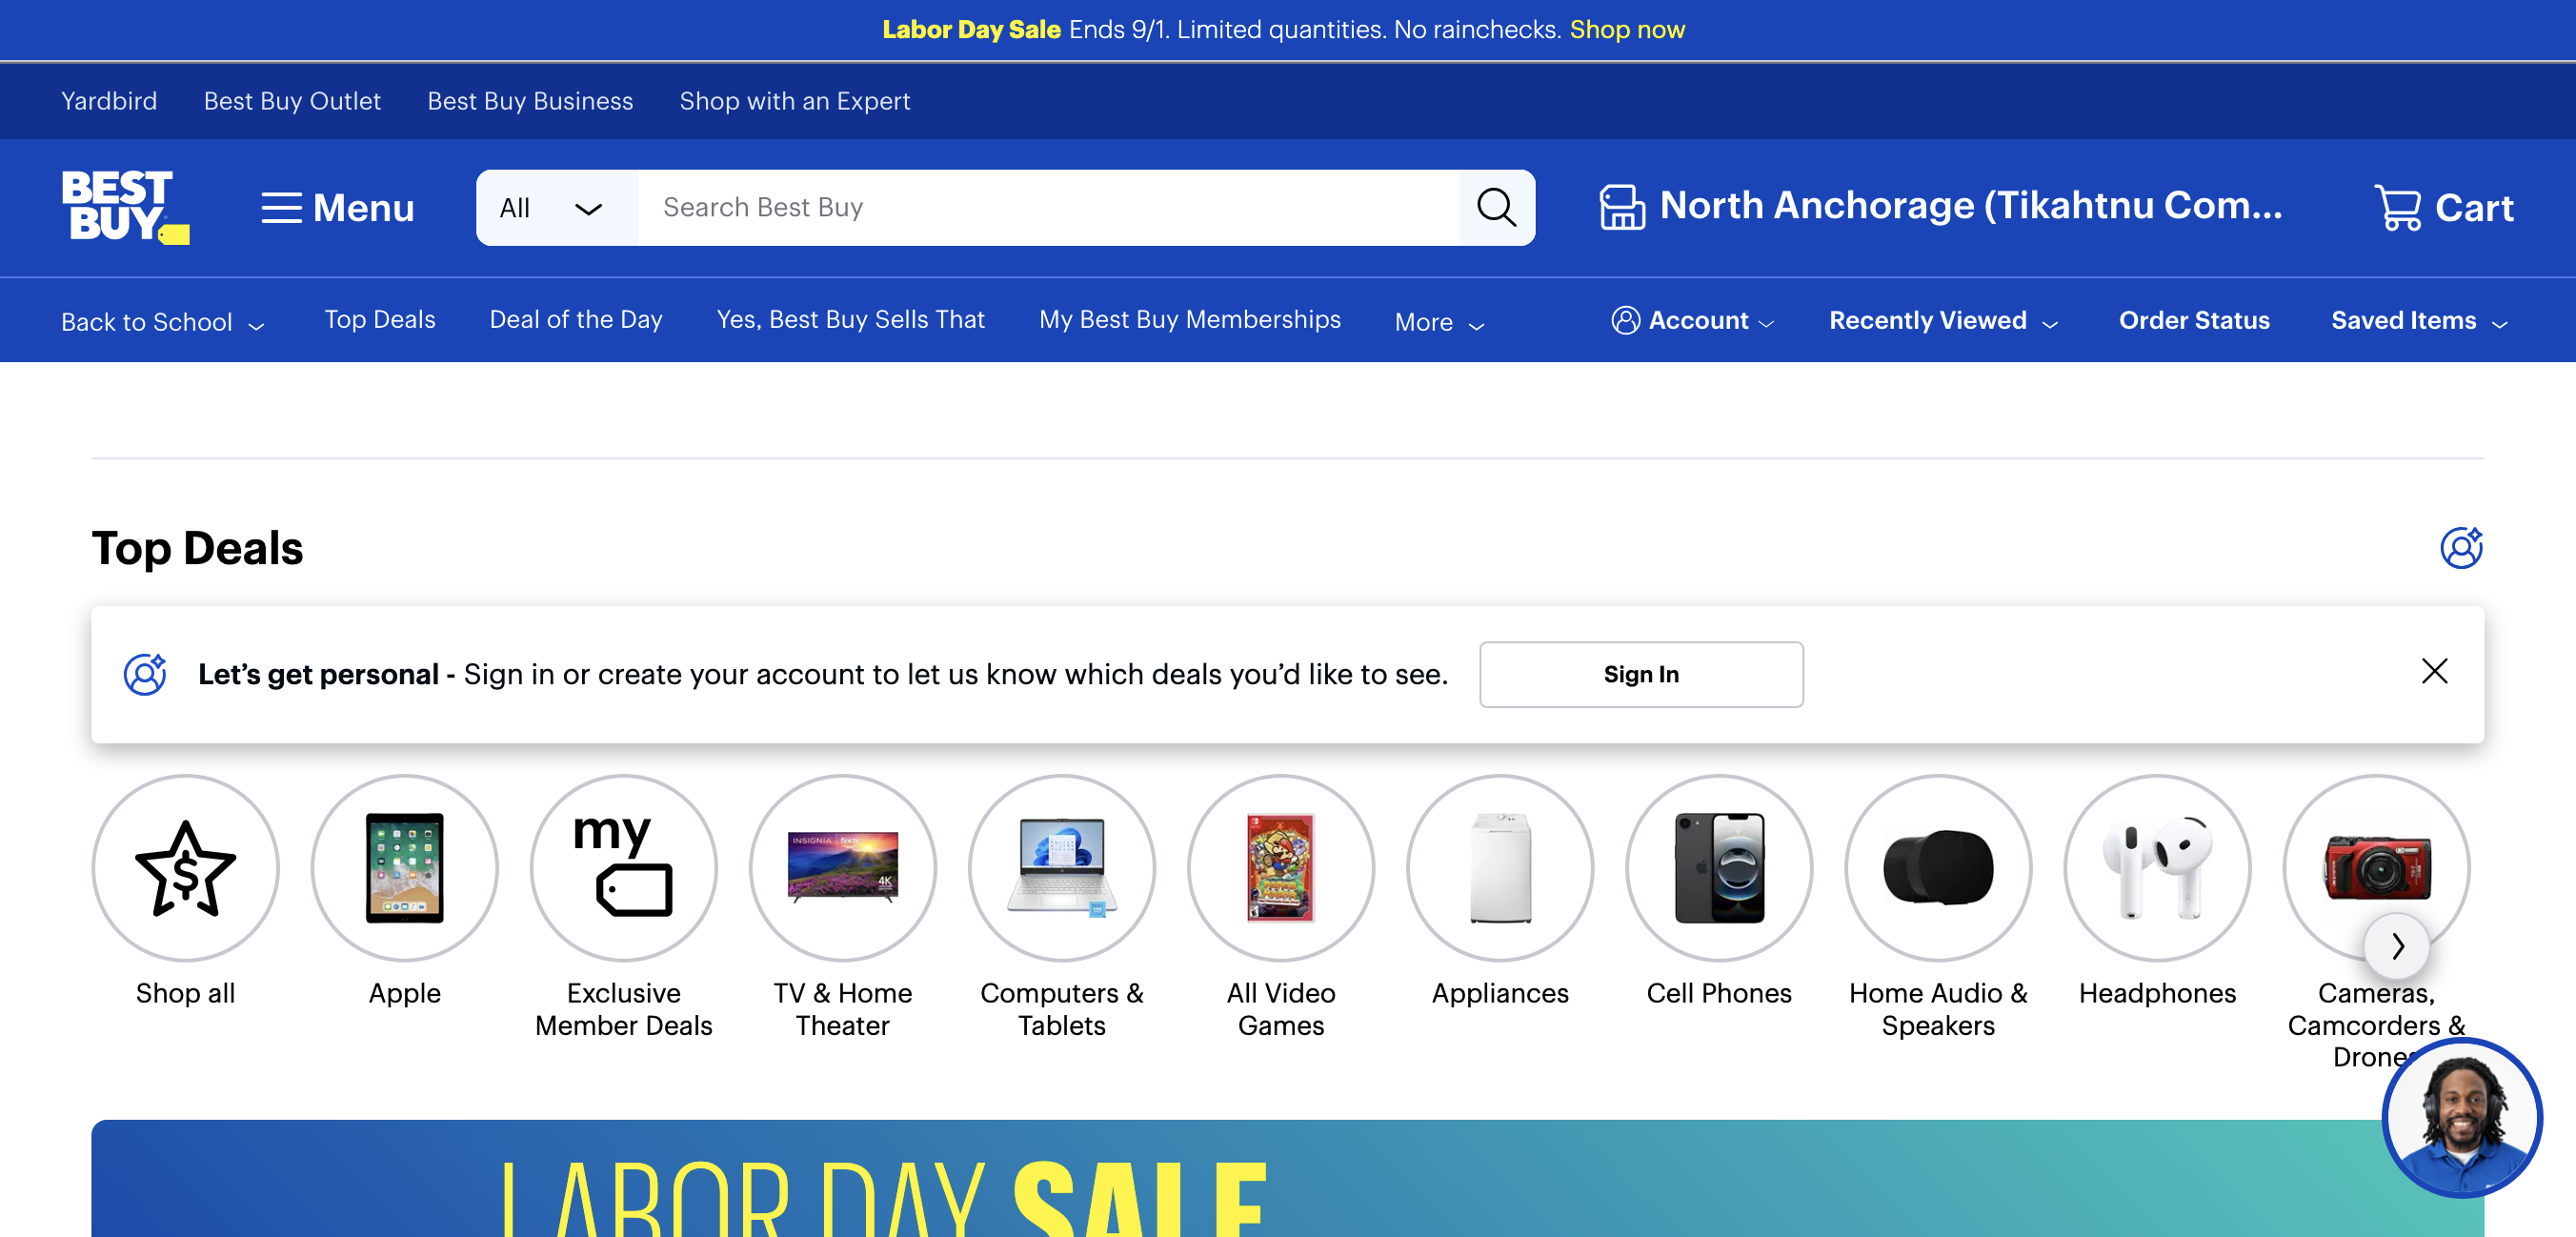 Labor Day Sale Ends 9/1. Limited quantities. No rainchecks. Shop now
Yardbird Best Buy Outlet Best Buy Business Shop with an Expert
BEST
BUY
Menu
All
Search Best Buy
North Anchorage (Tikahtnu Com...
Cart
Back to School Top Deals Deal of the Day Yes, Best Buy Sells That My Best Buy Memberships More Account Recently Viewed Order Status Saved Items
Top Deals
Let’s get personal - Sign in or create your account to let us know which deals you’d like to see.
Sign In
my
INSIGNIA
4K
Shop all
Apple
Exclusive
Member Deals
TV & Home
Theater
Computers &
Tablets
All Video
Games
Appliances
Cell Phones
Home Audio &
Speakers
Headphones
Cameras,
Camcorders &
Drones
LABOR DAY SALE